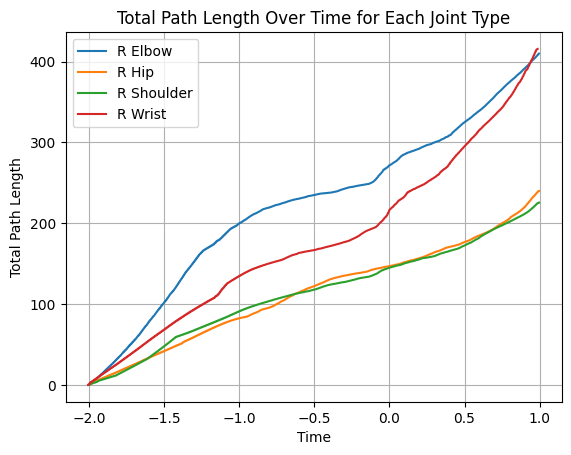 Total Path Length Over Time for Each Joint Type
R Elbow
R Hip
R Shoulder
R Wrist
Total Path Length
400
300
200
100
0
−2.0
−1.5
−1.0
−0.5
0.0
0.5
1.0
Time